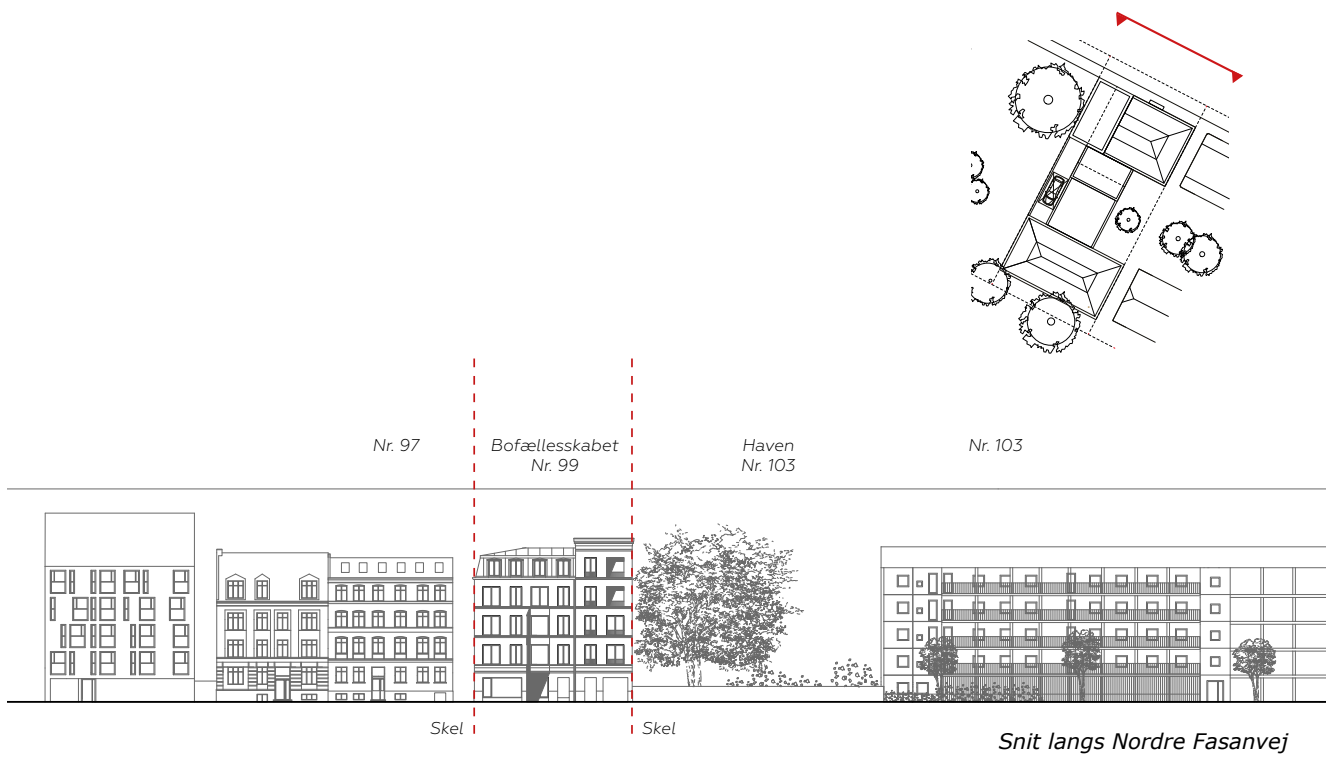 Nr. 97
Bofællesskabet
Nr. 99
Haven
Nr. 103
Nr. 103
Skel
Skel
Snit langs Nordre Fasanvej